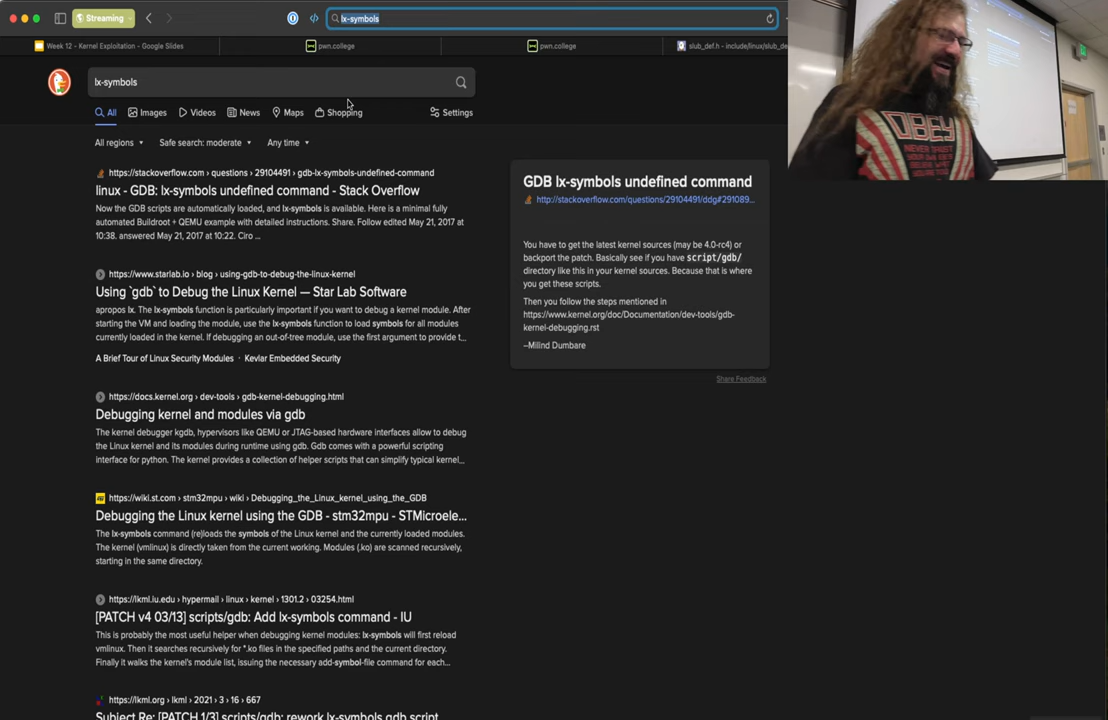 Streaming
lx-symbols
Week 12 - Kernel Exploitation - Google Slides
pwn.college
pwn.college
slub_def.h - include/linux/slub_de
lx-symbols
All
Images
Videos
News
Maps
Shopping
Settings
All regions
Safe search: moderate
Any time
https://stackoverflow.com › questions › 29104491 › gdb-lx-symbols-undefined-command
linux - GDB: lx-symbols undefined command - Stack Overflow
Now the GDB scripts are automatically loaded, and lx-symbols is available. Here is a minimal fully
automated Buildroot + QEMU example with detailed instructions. Share. Follow edited May 21, 2017 at
10:38. answered May 21, 2017 at 10:22. Ciro ...
https://www.starlab.io › blog › using-gdb-to-debug-the-linux-kernel
Using `gdb` to Debug the Linux Kernel — Star Lab Software
apropos lx. The lx-symbols function is particularly important if you want to debug a kernel module. After
starting the VM and loading the module, use the lx-symbols function to load symbols for all modules
currently loaded in the kernel. If debugging an out-of-tree module, use the first argument to provide t...
A Brief Tour of Linux Security Modules · Kevlar Embedded Security
https://docs.kernel.org › dev-tools › gdb-kernel-debugging.html
Debugging kernel and modules via gdb
The kernel debugger kgdb, hypervisors like QEMU or JTAG-based hardware interfaces allow to debug
the Linux kernel and its modules during runtime using gdb. Gdb comes with a powerful scripting
interface for python. The kernel provides a collection of helper scripts that can simplify typical kernel...
https://wiki.st.com › stm32mpu › wiki › Debugging_the_Linux_kernel_using_the_GDB
Debugging the Linux kernel using the GDB - stm32mpu - STMicroele...
The lx-symbols command (re)loads the symbols of the Linux kernel and the currently loaded modules.
The kernel (vmlinux) is directly taken from the current working. Modules (.ko) are scanned recursively,
starting in the same directory.
https://lkml.iu.edu › hypermail › linux › kernel › 1301.2 › 03254.html
[PATCH v4 03/13] scripts/gdb: Add lx-symbols command - IU
This is probably the most useful helper when debugging kernel modules: lx-symbols will first reload
vmlinux. Then it searches recursively for *.ko files in the specified paths and the current directory.
Finally it walks the kernel's module list, issuing the necessary add-symbol-file command for each...
https://lkml.org › lkml › 2021 › 3 › 16 › 667
Subject Re: [PATCH 1/3] scripts/gdb: rework lx-symbols gdb script
GDB lx-symbols undefined command
http://stackoverflow.com/questions/29104491/ddg#291089...
You have to get the latest kernel sources (may be 4.0-rc4) or
backport the patch. Basically see if you have script/gdb/
directory like this in your kernel sources. Because that is where
you get these scripts.
Then you follow the steps mentioned in
https://www.kernel.org/doc/Documentation/dev-tools/gdb-
kernel-debugging.rst
–Milind Dumbare
Share Feedback
OBEY